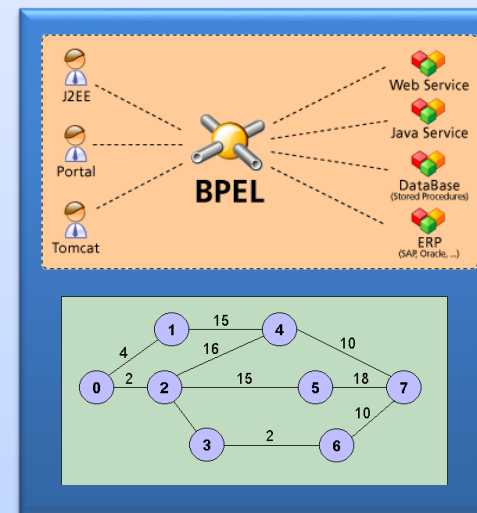 J2EE
Portal
Tomcat
BPEL
Web Service
Java Service
DataBase
(Stored Procedures)
ERP
(SAP, Oracle, ...)
1 15 4
4 16 10
0 2 2 15 5 18 7
10
3 2 6